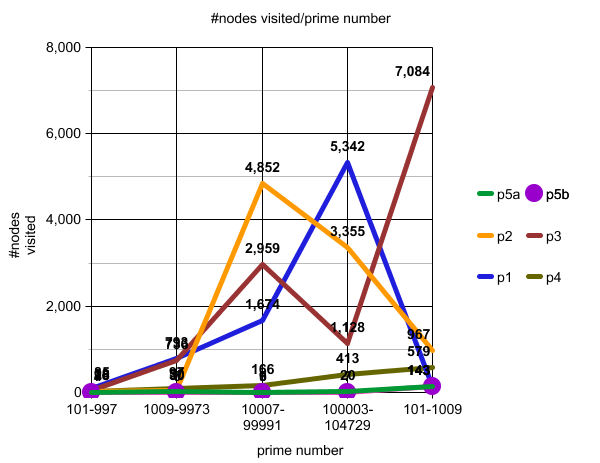 #nodes visited/prime number
8,000
6,000
4,000
2,000
0
#nodes
visited
7,084
5,342
4,852
3,355
2,959
1,674
1,128
967
579
413
166
20
143
101-997
1009-9973
10007-
99991
100003-
104729
101-1009
prime number
p5a
p5b
p2
p3
p1
p4